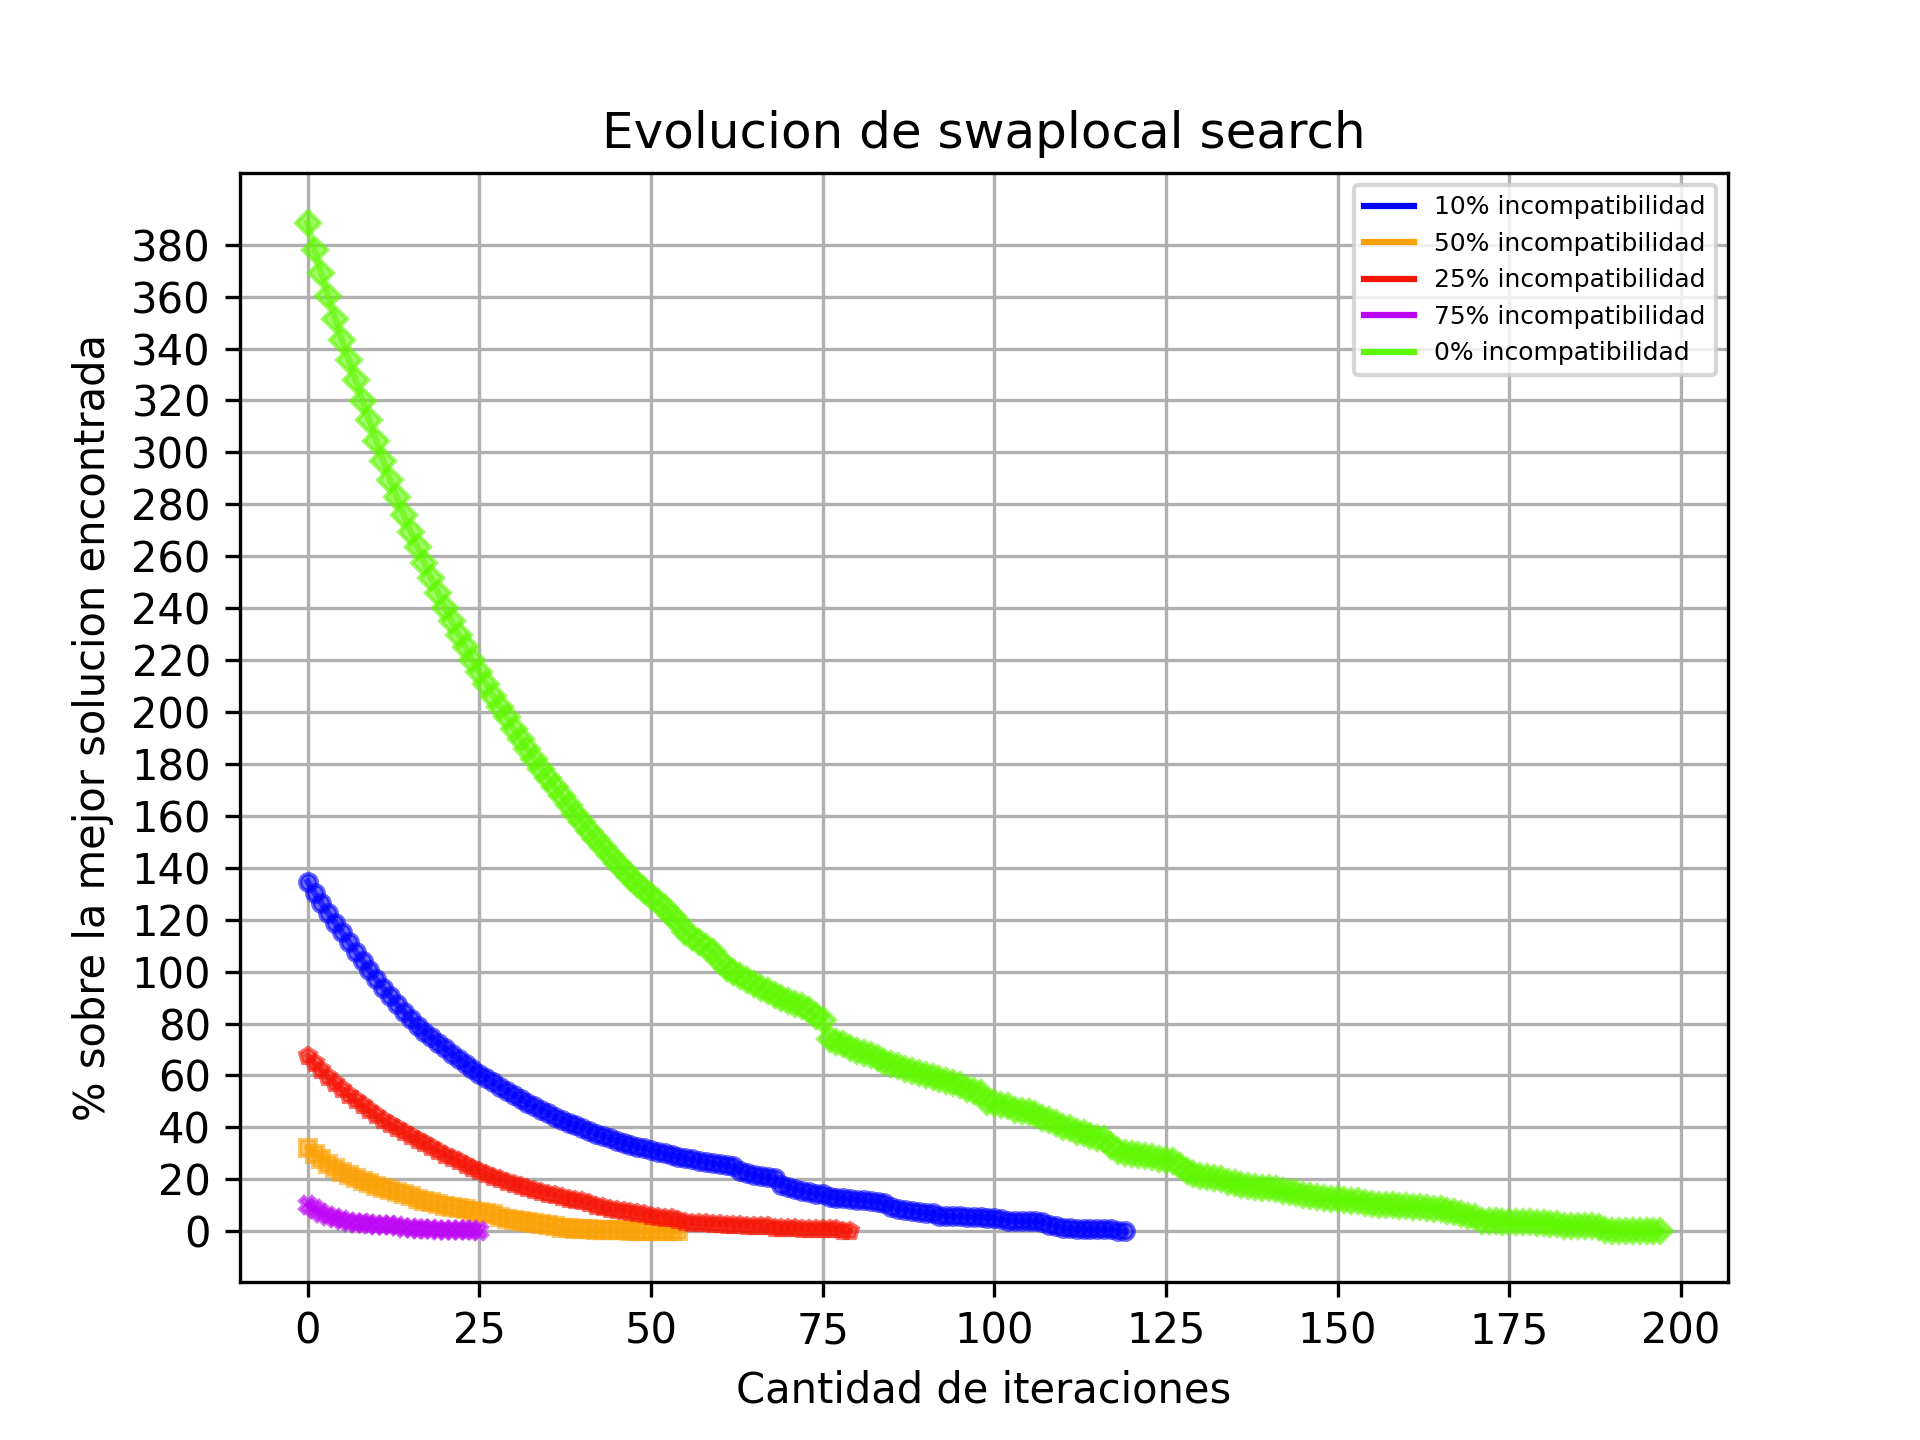 Evolucion de swaplocal search
10% incompatibilidad
50% incompatibilidad
25% incompatibilidad
75% incompatibilidad
0% incompatibilidad
% sobre la mejor solucion encontrada
380
360
340
320
300
280
260
240
220
200
180
160
140
120
100
80
60
40
20
0
0 25 50 75 100 125 150 175 200
Cantidad de iteraciones